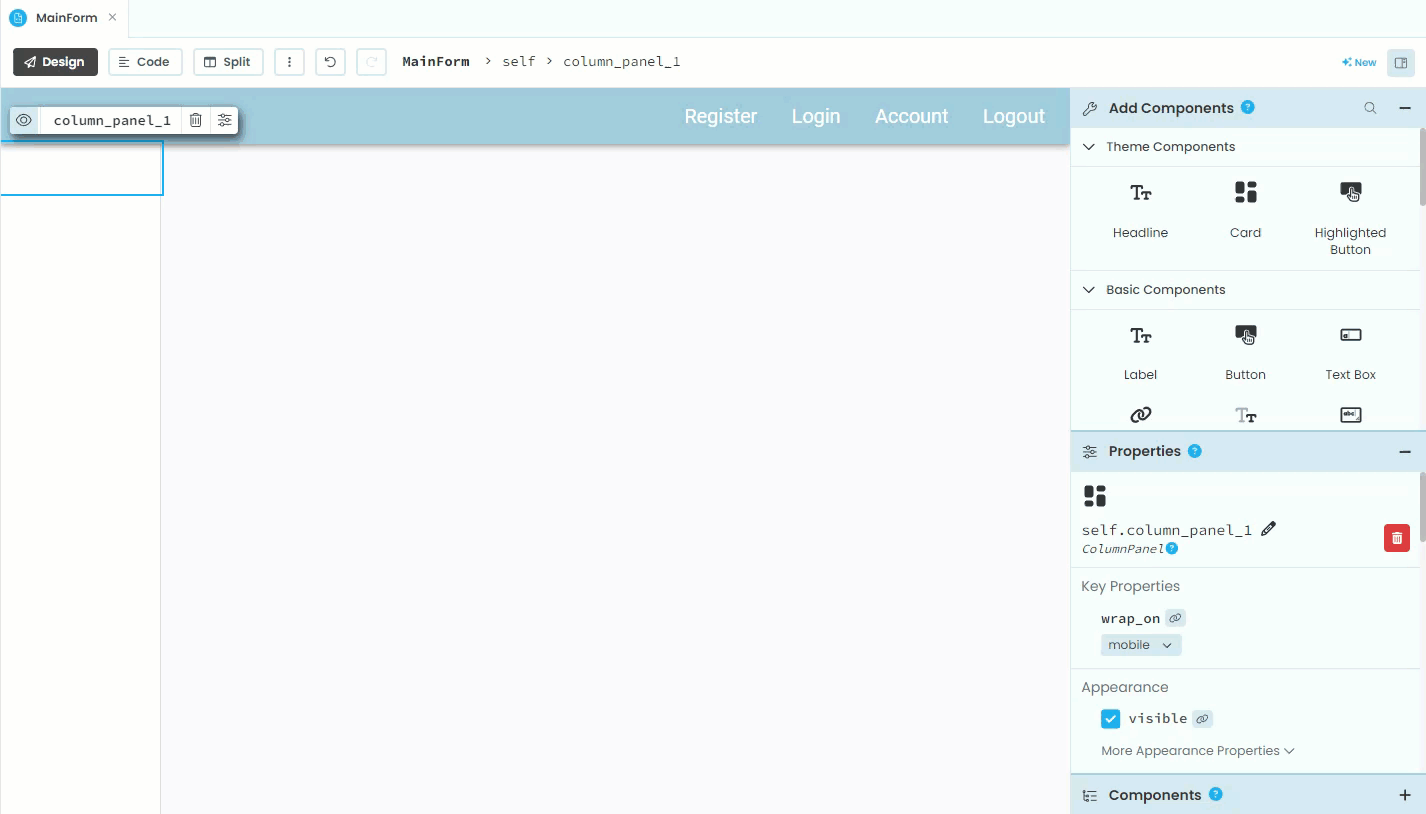 MainForm
Design
Code
Split
MainForm > self > column_panel_1
New
column_panel_1
Register
Login
Account
Logout
Add Components
Theme Components
Headline
Card
Highlighted
Button
Basic Components
Label
Button
Text Box
Properties
self.column_panel_1
ColumnPanel
Key Properties
wrap_on
mobile
Appearance
visible
More Appearance Properties
Components